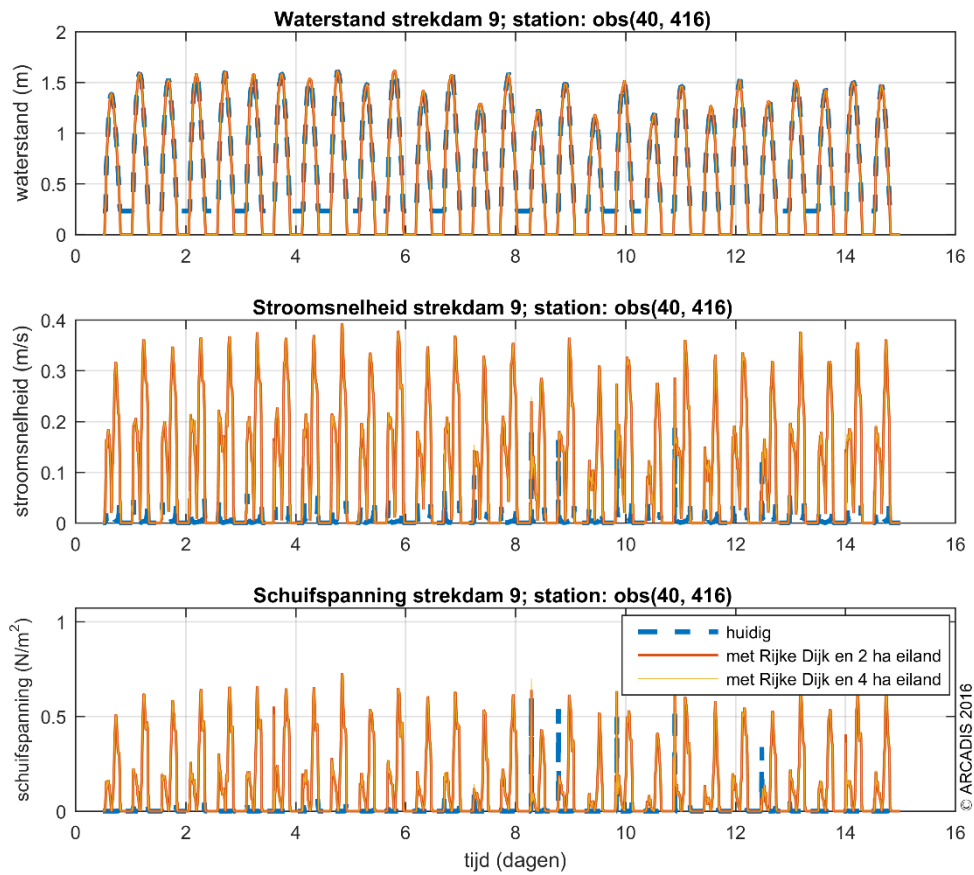 Waterstand strekdam 9; station: obs(40, 416)
waterstand (m)
2
1.5
1
0.5
0
0 2 4 6 8 10 12 14 16
Stroomsnelheid strekdam 9; station: obs(40, 416)
stroomsnelheid (m/s)
0.4
0.3
0.2
0.1
0
0 2 4 6 8 10 12 14 16
Schuifspanning strekdam 9; station: obs(40, 416)
schuifspanning (N/m²)
1
0.5
0
0 2 4 6 8 10 12 14 16
huidig
met Rijke Dijk en 2 ha eiland
met Rijke Dijk en 4 ha eiland
tijd (dagen)
© ARCADIS 2016